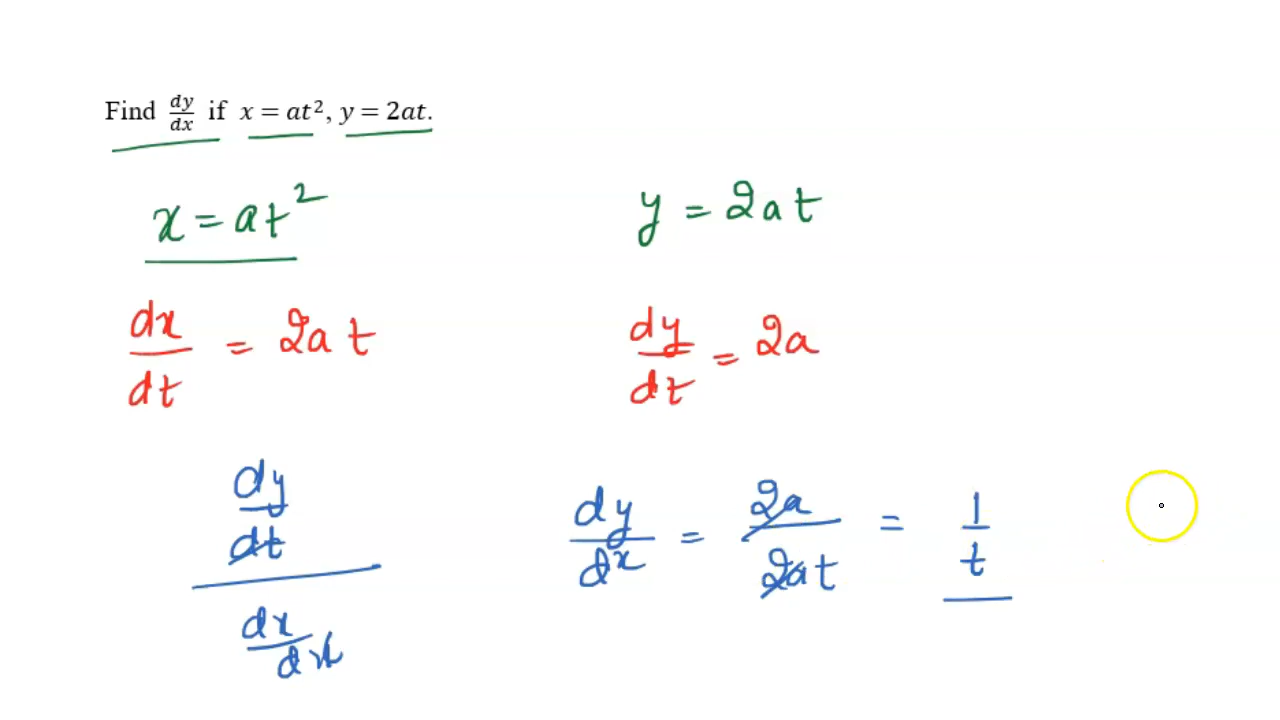 Find dy/dx if x = at², y = 2at.
x = at²
y = 2at
dx/dt = 2at
dy/dt = 2a
dy/dt / dx/dt
dy/dx = 2a/2at = 1/t